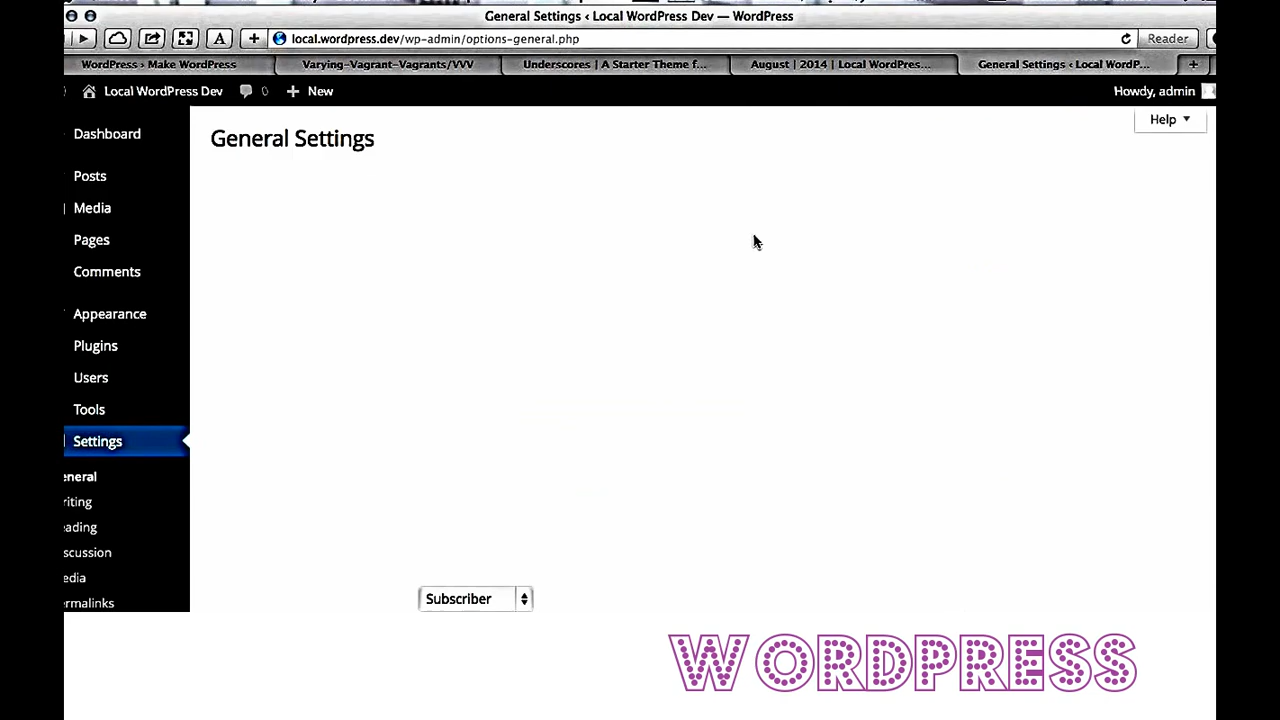 General Settings ‹ Local WordPress Dev — WordPress
local.wordpress.dev/wp-admin/options-general.php
Reader
WordPress › Make WordPress
Varying-Vagrant-Vagrants/VVV
Underscores | A Starter Theme f...
August | 2014 | Local WordPres...
General Settings ‹ Local WordP...
Local WordPress Dev
0
New
Howdy, admin
Help
General Settings
Dashboard
Posts
Media
Pages
Comments
Appearance
Plugins
Users
Tools
Settings
eneral
riting
eading
scussion
edia
ermalinks
Subscriber
WORDPRESS